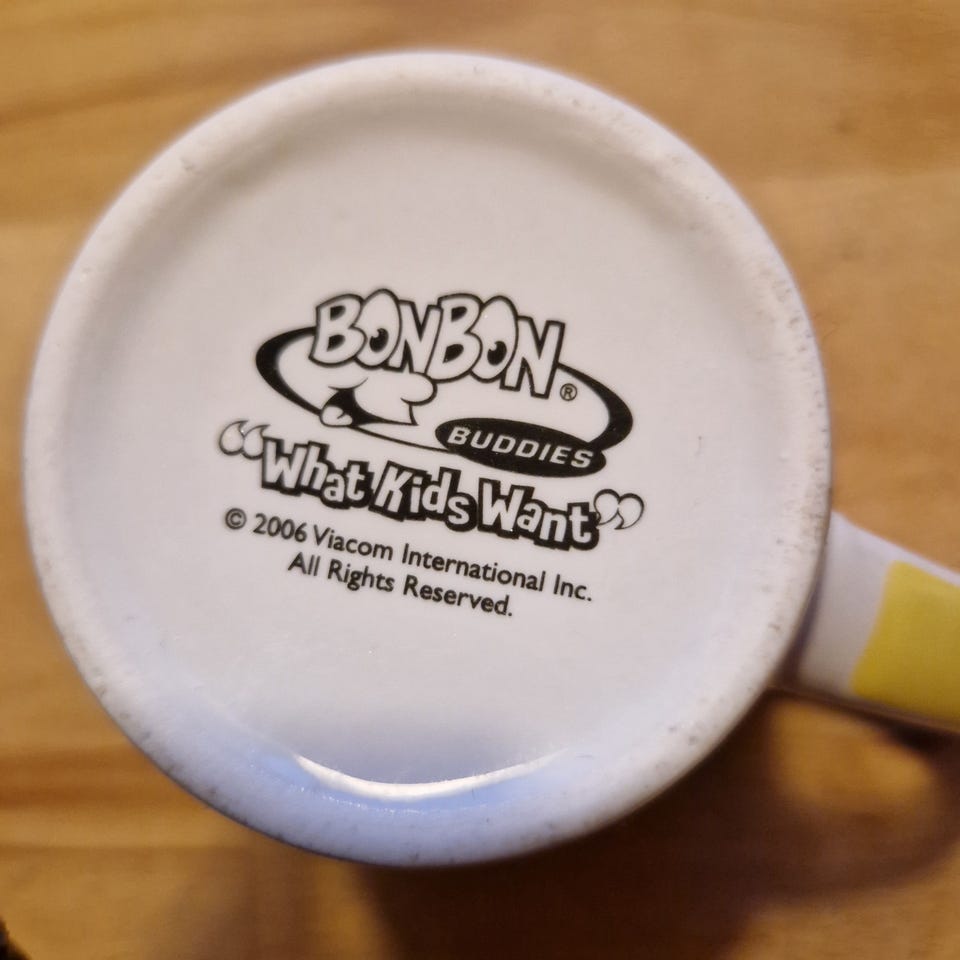 BONBON®
BUDDIES
“What Kids Want”
© 2006 Viacom International Inc.
All Rights Reserved.